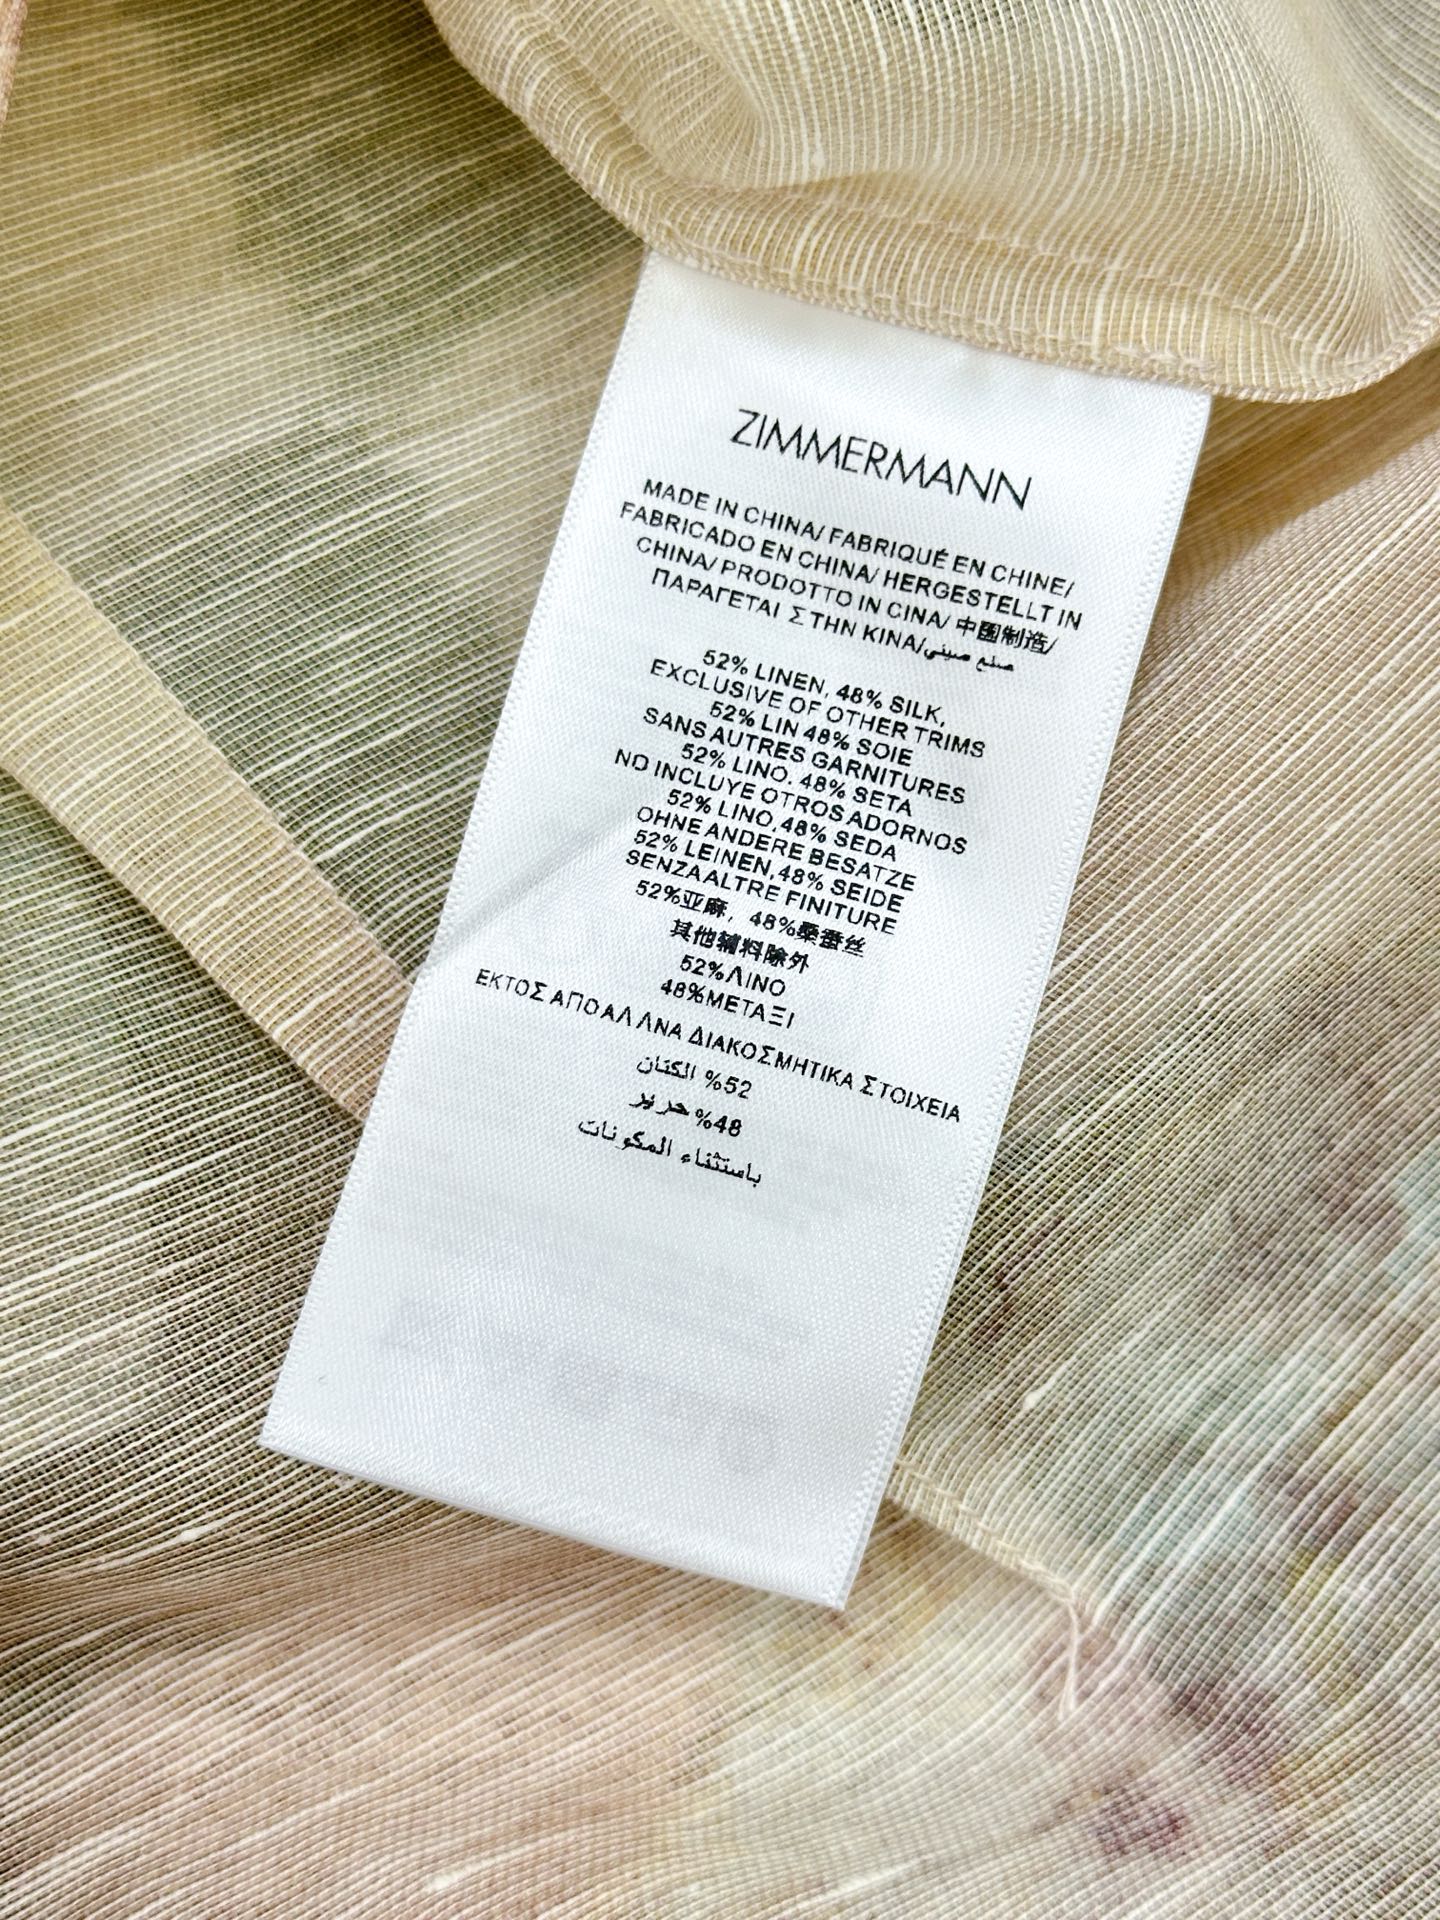 ZIMMERMANN
MADE IN CHINA/ FABRIQUÉ EN CHINE/
FABRICADO EN CHINA/ HERGESTELLT IN
CHINA/ PRODOTTO IN CINA/ 中国制造/
ΠΑΡΑΓΕΤΑΙ ΣΤΗΝ ΚΙΝΑ/صنع صيني
52% LINEN, 48% SILK,
EXCLUSIVE OF OTHER TRIMS
52% LIN 48% SOIE
SANS AUTRES GARNITURES
52% LINO. 48% SETA
NO INCLUYE OTROS ADORNOS
52% LINO, 48% SEDA
OHNE ANDERE BESATZE
52% LEINEN, 48% SEIDE
SENZA ALTRE FINITURE
52%亚麻, 48%桑蚕丝
其他辅料除外
52%ΛΙΝΟ
48%ΜΕΤΑΞΙ
ΕΚΤΟΣ ΑΠΟ ΑΛΛΝΑ ΔΙΑΚΟΣΜΗΤΙΚΑ ΣΤΟΙΧΕΙΑ
52% الكتان
48% حرير
باستثناء المكونات